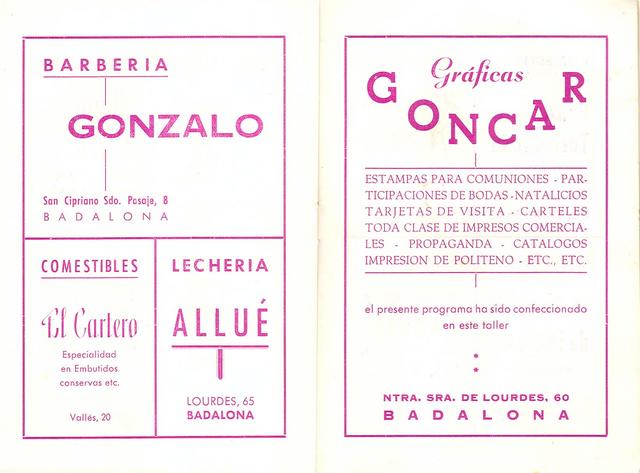 BARBERIA
GONZALO
San Cipriano Sdo. Pasaje, 8
BADALONA
COMESTIBLES
El Cartero
Especialidad
en Embutidos
conservas etc.
Vallés, 20
LECHERIA
ALLUÉ
LOURDES, 65
BADALONA
Gráficas
GONCAR
ESTAMPAS PARA COMUNIONES - PAR-
TICIPACIONES DE BODAS - NATALICIOS
TARJETAS DE VISITA - CARTELES
TODA CLASE DE IMPRESOS COMERCIA-
LES - PROPAGANDA - CATALOGOS
IMPRESION DE POLITENO - ETC., ETC.
el presente programa ha sido confeccionado
en este taller
*
*
NTRA. SRA. DE LOURDES, 60
BADALONA